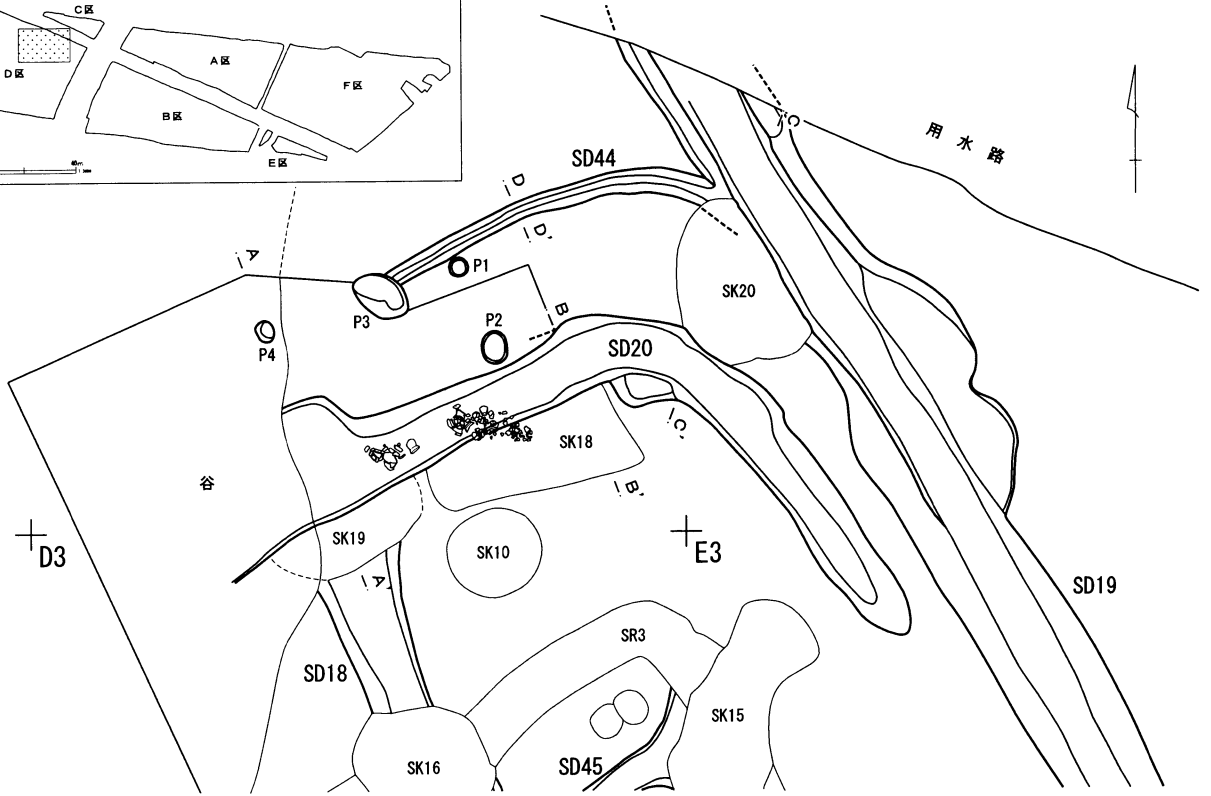 C区
D区
A区
F区
B区
E区
40m
用水路
C
SD44
D
D'
A
P1
P3
P2
B
P4
SK20
SD20
C'
SK18
B'
谷
D3
SK19
SK10
E3
A'
SD19
SR3
SD18
SK15
SD45
SK16